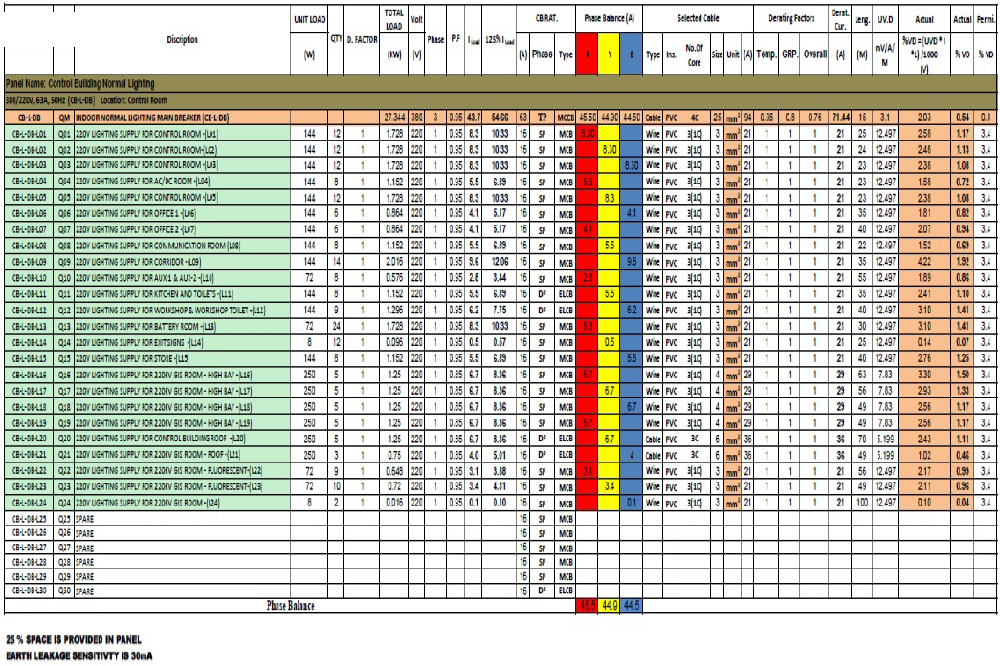 Discription UNIT LOAD (W) QTY D. FACTOR TOTAL LOAD (KW) Volt (V) Phase P.F I Load 125% I Load CB RAT. (A) Phase Type Phase Balance (A) R Y B Selected Cable Type Ins. No.Of Core Size Unit (A) Derating Factors Temp. GRP. Overall Derat. Cur. (A) Leng. (M) UV.D mV/A/M Actual %VD = (UVD * I *L) /1000 (V) Actual % VD Permi. % VD
Panel Name: Control Building Normal Lighting
380/220V, 63A, 50Hz (CB-L-DB) Location: Control Room
CB-L-DB QM INDOOR NORMAL LIGHTING MAIN BREAKER (CB-L-DB) 27.344 380 3 0.95 43.7 54.66 63 TP MCCB 45.50 44.90 44.50 Cable PVC 4C 25 mm² 94 0.95 0.8 0.76 71.44 15 3.1 2.03 0.54 0.8
CB-L-DB-L01 Q01 220V LIGHTING SUPPLY FOR CONTROL ROOM -(L01) 144 12 1 1.728 220 1 0.95 8.3 10.33 16 SP MCB 8.30 Wire PVC 3(1C) 3 mm² 21 1 1 1 21 25 12.497 2.58 1.17 3.4
CB-L-DB-L02 Q02 220V LIGHTING SUPPLY FOR CONTROL ROOM-(L02) 144 12 1 1.728 220 1 0.95 8.3 10.33 16 SP MCB 8.30 Wire PVC 3(1C) 3 mm² 21 1 1 1 21 24 12.497 2.48 1.13 3.4
CB-L-DB-L03 Q03 220V LIGHTING SUPPLY FOR CONTROL ROOM -(L03) 144 12 1 1.728 220 1 0.95 8.3 10.33 16 SP MCB 8.30 Wire PVC 3(1C) 3 mm² 21 1 1 1 21 23 12.497 2.38 1.08 3.4
CB-L-DB-L04 Q04 220V LIGHTING SUPPLY FOR AC/DC ROOM -(L04) 144 8 1 1.152 220 1 0.95 5.5 6.89 16 SP MCB 5.5 Wire PVC 3(1C) 3 mm² 21 1 1 1 21 23 12.497 1.58 0.72 3.4
CB-L-DB-L05 Q05 220V LIGHTING SUPPLY FOR CONTROL ROOM -(L05) 144 12 1 1.728 220 1 0.95 8.3 10.33 16 SP MCB 8.3 Wire PVC 3(1C) 3 mm² 21 1 1 1 21 23 12.497 2.38 1.08 3.4
CB-L-DB-L06 Q06 220V LIGHTING SUPPLY FOR OFFICE 1 -(L06) 144 6 1 0.864 220 1 0.95 4.1 5.17 16 SP MCB 4.1 Wire PVC 3(1C) 3 mm² 21 1 1 1 21 35 12.497 1.81 0.82 3.4
CB-L-DB-L07 Q07 220V LIGHTING SUPPLY FOR OFFICE 2 -(L07) 144 6 1 0.864 220 1 0.95 4.1 5.17 16 SP MCB 4.1 Wire PVC 3(1C) 3 mm² 21 1 1 1 21 40 12.497 2.07 0.94 3.4
CB-L-DB-L08 Q08 220V LIGHTING SUPPLY FOR COMMUNICATION ROOM (L08) 144 8 1 1.152 220 1 0.95 5.5 6.89 16 SP MCB 5.5 Wire PVC 3(1C) 3 mm² 21 1 1 1 21 22 12.497 1.52 0.69 3.4
CB-L-DB-L09 Q09 220V LIGHTING SUPPLY FOR CORRIDOR -(L09) 144 14 1 2.016 220 1 0.95 9.6 12.06 16 SP MCB 9.6 Wire PVC 3(1C) 3 mm² 21 1 1 1 21 35 12.497 4.22 1.92 3.4
CB-L-DB-L10 Q10 220V LIGHTING SUPPLY FOR AUX-1 & AUX-2 -(L10) 72 8 1 0.576 220 1 0.95 2.8 3.44 16 SP MCB 2.8 Wire PVC 3(1C) 3 mm² 21 1 1 1 21 55 12.497 1.89 0.86 3.4
CB-L-DB-L11 Q11 220V LIGHTING SUPPLY FOR KITCHEN AND TOILETS -(L11) 144 8 1 1.152 220 1 0.95 5.5 6.89 16 DP ELCB 5.5 Wire PVC 3(1C) 3 mm² 21 1 1 1 21 35 12.497 2.41 1.10 3.4
CB-L-DB-L12 Q12 220V LIGHTING SUPPLY FOR WORKSHOP & WORKSHOP TOILET -(L12) 144 9 1 1.296 220 1 0.95 6.2 7.75 16 DP ELCB 6.2 Wire PVC 3(1C) 3 mm² 21 1 1 1 21 40 12.497 3.10 1.41 3.4
CB-L-DB-L13 Q13 220V LIGHTING SUPPLY FOR BATTERY ROOM -(L13) 72 24 1 1.728 220 1 0.95 8.3 10.33 16 SP MCB 8.3 Wire PVC 3(1C) 3 mm² 21 1 1 1 21 30 12.497 3.10 1.41 3.4
CB-L-DB-L14 Q14 220V LIGHTING SUPPLY FOR EXIT SIGNS -(L14) 8 12 1 0.096 220 1 0.95 0.5 0.57 16 SP MCB 0.5 Wire PVC 3(1C) 3 mm² 21 1 1 1 21 25 12.497 0.14 0.07 3.4
CB-L-DB-L15 Q15 220V LIGHTING SUPPLY FOR STORE -(L15) 144 8 1 1.152 220 1 0.95 5.5 6.89 16 SP MCB 5.5 Wire PVC 3(1C) 3 mm² 21 1 1 1 21 40 12.497 2.76 1.25 3.4
CB-L-DB-L16 Q16 220V LIGHTING SUPPLY FOR 220KV GIS ROOM - HIGH BAY -(L16) 250 5 1 1.25 220 1 0.85 6.7 8.36 16 SP MCB 6.7 Wire PVC 3(1C) 4 mm² 29 1 1 1 29 63 7.83 3.30 1.50 3.4
CB-L-DB-L17 Q17 220V LIGHTING SUPPLY FOR 220KV GIS ROOM - HIGH BAY -(L17) 250 5 1 1.25 220 1 0.85 6.7 8.36 16 SP MCB 6.7 Wire PVC 3(1C) 4 mm² 29 1 1 1 29 56 7.83 2.93 1.33 3.4
CB-L-DB-L18 Q18 220V LIGHTING SUPPLY FOR 220KV GIS ROOM - HIGH BAY -(L18) 250 5 1 1.25 220 1 0.85 6.7 8.36 16 SP MCB 6.7 Wire PVC 3(1C) 4 mm² 29 1 1 1 29 49 7.83 2.56 1.17 3.4
CB-L-DB-L19 Q19 220V LIGHTING SUPPLY FOR 220KV GIS ROOM - HIGH BAY -(L19) 250 5 1 1.25 220 1 0.85 6.7 8.36 16 SP MCB 6.7 Wire PVC 3(1C) 4 mm² 29 1 1 1 29 49 7.83 2.56 1.17 3.4
CB-L-DB-L20 Q20 220V LIGHTING SUPPLY FOR CONTROL BUILDING ROOF -(L20) 250 5 1 1.25 220 1 0.85 6.7 8.36 16 DP ELCB 6.7 Cable PVC 3C 6 mm² 36 1 1 1 36 70 5.199 2.43 1.11 3.4
CB-L-DB-L21 Q21 220V LIGHTING SUPPLY FOR 220KV GIS ROOM - ROOF -(L21) 250 3 1 0.75 220 1 0.85 4.0 5.01 16 DP ELCB 4 Cable PVC 3C 6 mm² 36 1 1 1 36 49 5.199 1.02 0.46 3.4
CB-L-DB-L22 Q22 220V LIGHTING SUPPLY FOR 220KV GIS ROOM - FLUORESCENT-(L22) 72 9 1 0.648 220 1 0.95 3.1 3.88 16 SP MCB 3.1 Wire PVC 3(1C) 3 mm² 21 1 1 1 21 56 12.497 2.17 0.99 3.4
CB-L-DB-L23 Q23 220V LIGHTING SUPPLY FOR 220KV GIS ROOM - FLUORESCENT-(L23) 72 10 1 0.72 220 1 0.95 3.4 4.31 16 SP MCB 3.4 Wire PVC 3(1C) 3 mm² 21 1 1 1 21 49 12.497 2.11 0.96 3.4
CB-L-DB-L24 Q24 220V LIGHTING SUPPLY FOR 220KV GIS ROOM -(L24) 8 2 1 0.016 220 1 0.95 0.1 0.10 16 SP MCB 0.1 Wire PVC 3(1C) 3 mm² 21 1 1 1 21 100 12.497 0.10 0.04 3.4
CB-L-DB-L25 Q25 SPARE 16 SP MCB
CB-L-DB-L26 Q26 SPARE 16 SP MCB
CB-L-DB-L27 Q27 SPARE 16 SP MCB
CB-L-DB-L28 Q28 SPARE 16 SP MCB
CB-L-DB-L29 Q29 SPARE 16 SP MCB
CB-L-DB-L30 Q30 SPARE 16 DP ELCB
Phase Balance 45.5 44.9 44.5
25 % SPACE IS PROVIDED IN PANEL
EARTH LEAKAGE SENSITIVTY IS 30mA